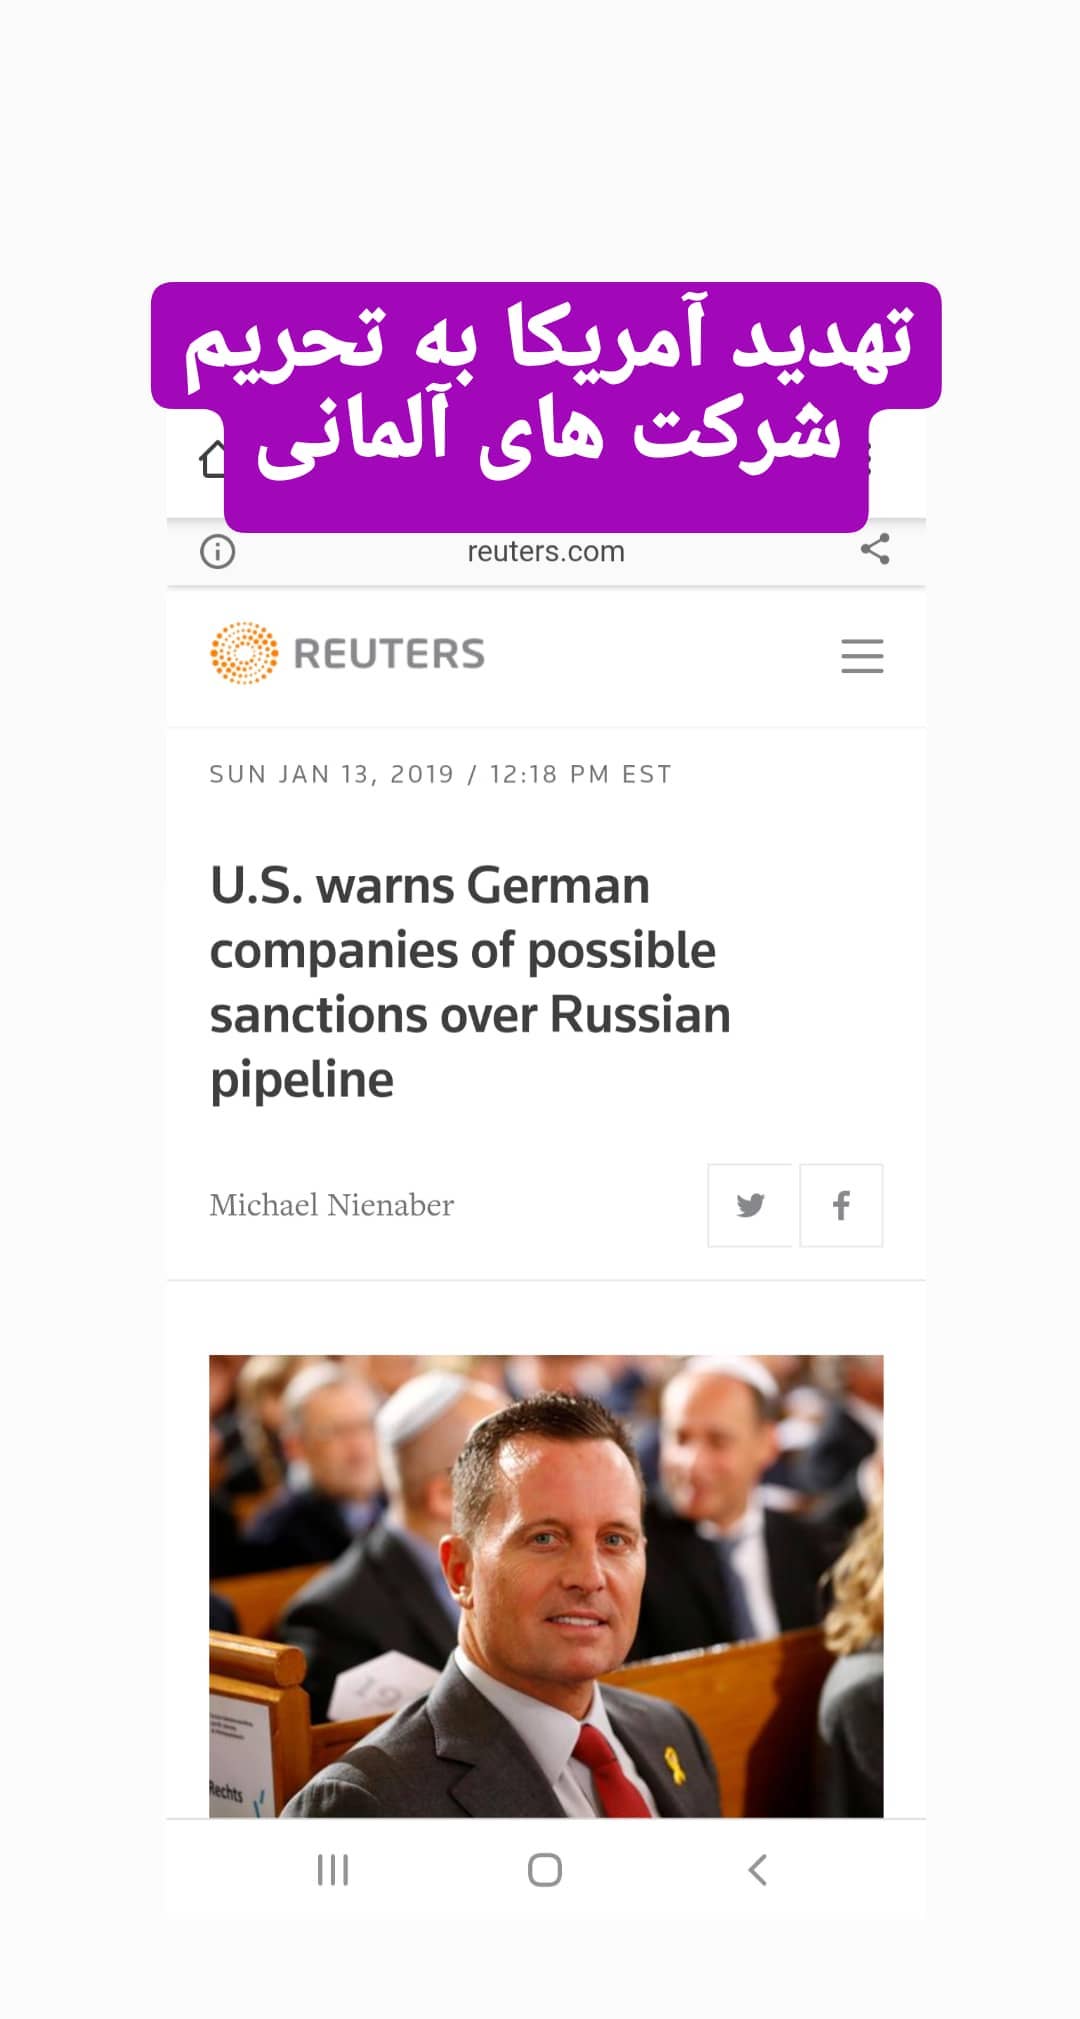 تهدید آمریکا به تحریم
شرکت های آلمانی
reuters.com
REUTERS
SUN JAN 13, 2019 / 12:18 PM EST
U.S. warns German
companies of possible
sanctions over Russian
pipeline
Michael Nienaber
19
Rechts